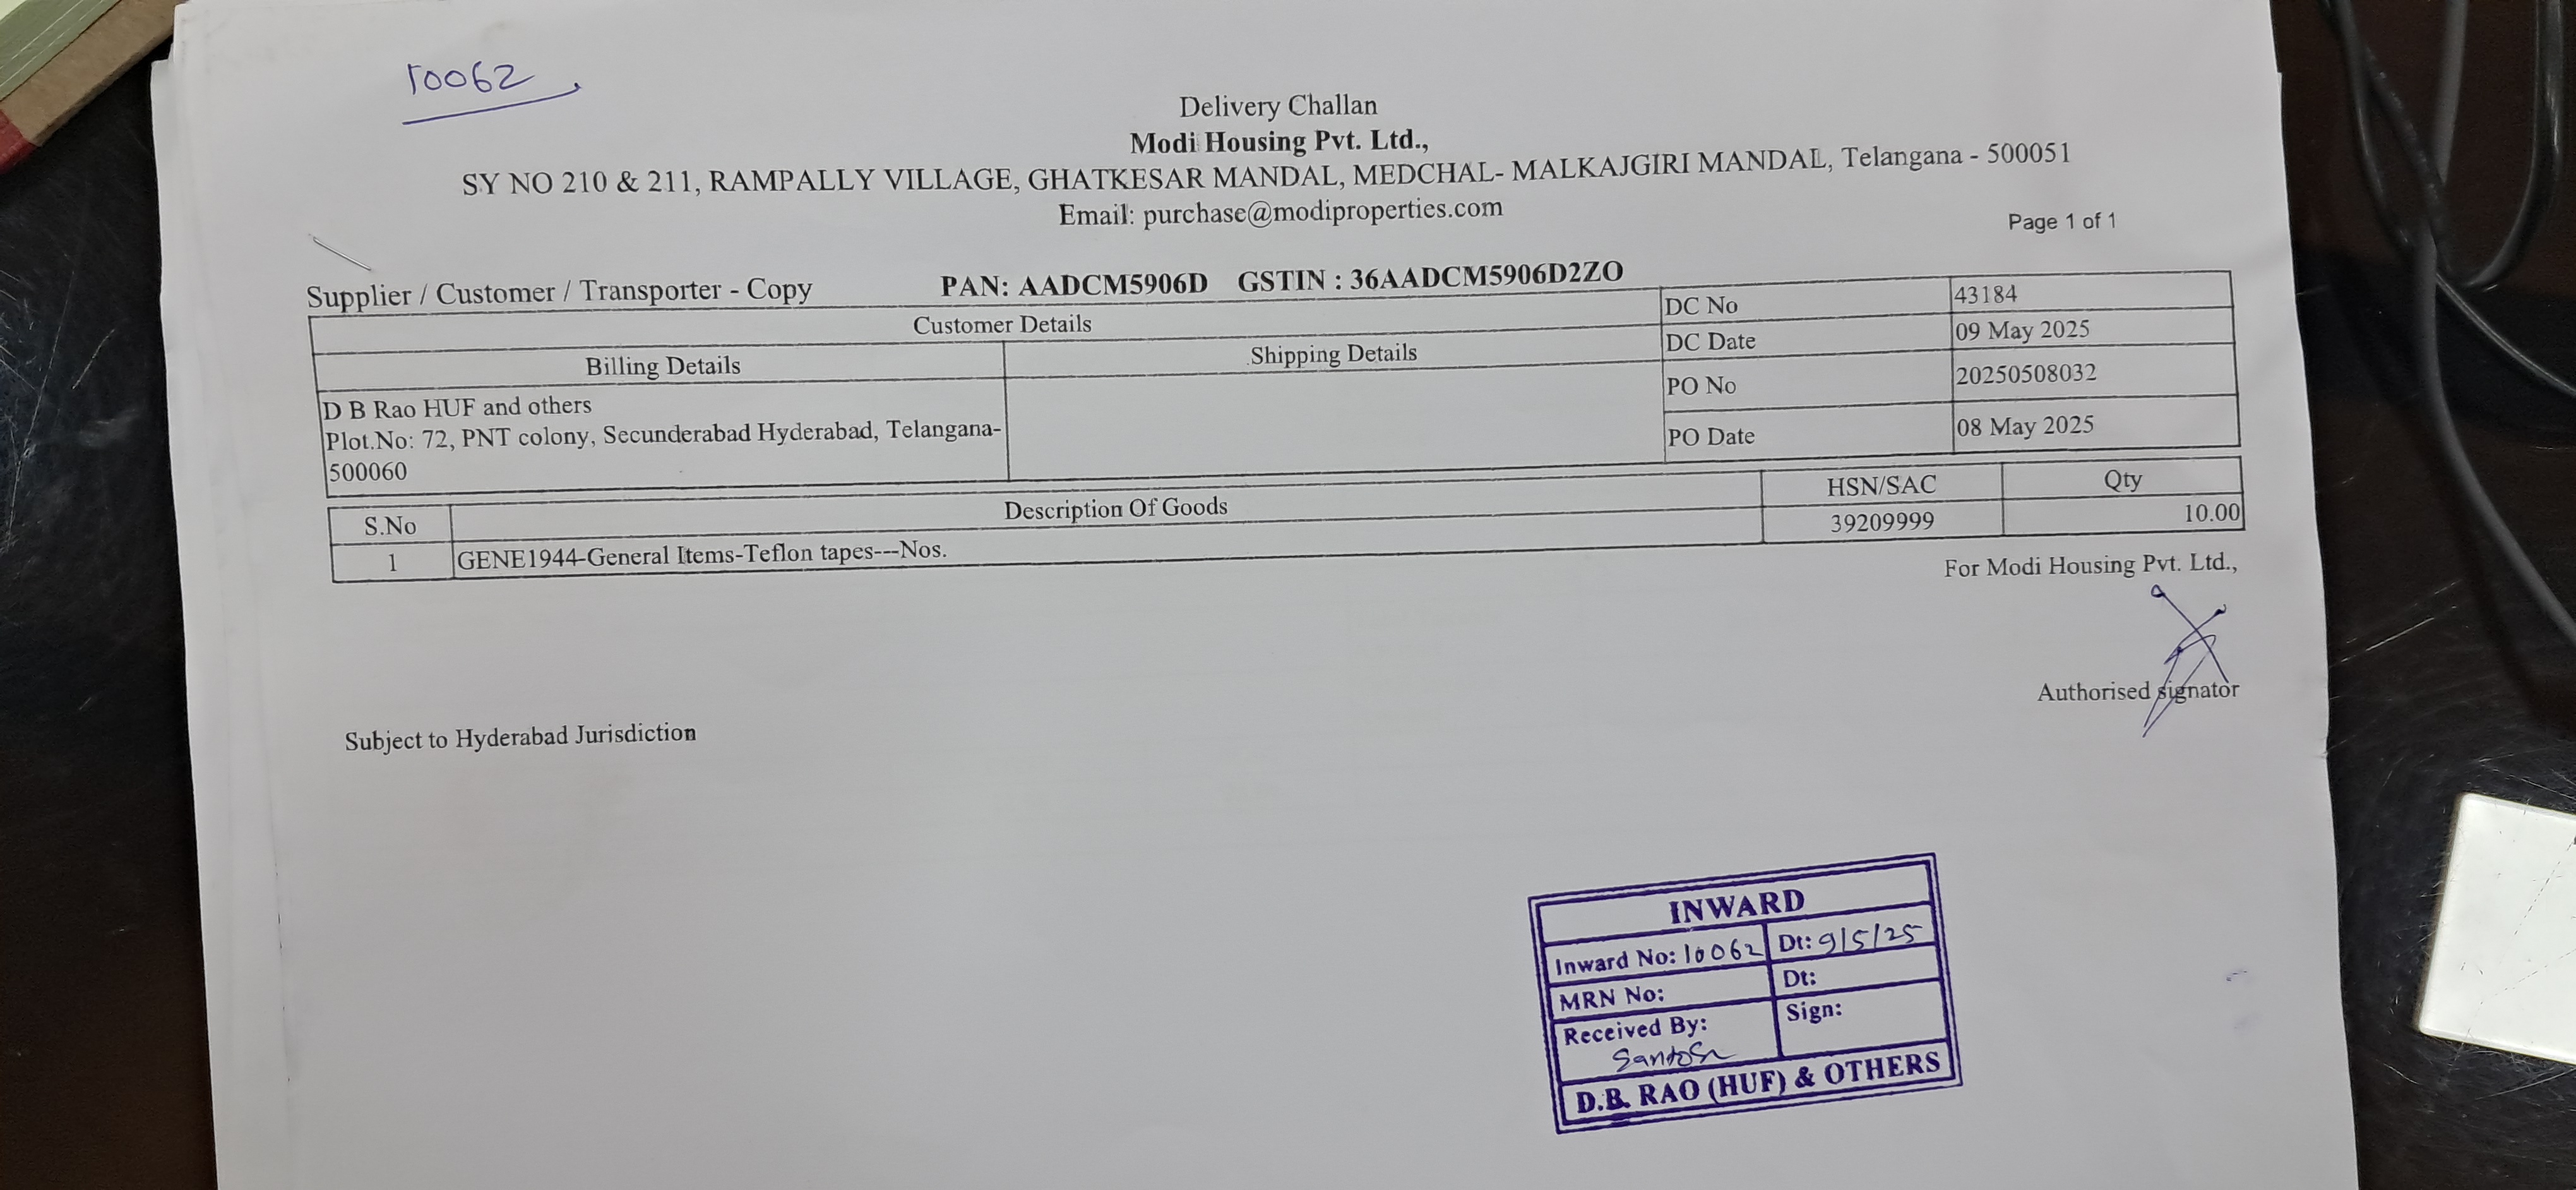 10062
Delivery Challan
Modi Housing Pvt. Ltd.,
SY NO 210 & 211, RAMPALLY VILLAGE, GHATKESAR MANDAL, MEDCHAL- MALKAJGIRI MANDAL, Telangana - 500051
Email: purchase@modiproperties.com
Page 1 of 1
Supplier / Customer / Transporter - Copy PAN: AADCM5906D GSTIN : 36AADCM5906D2ZO
Customer Details
Billing Details Shipping Details
D B Rao HUF and others
Plot.No: 72, PNT colony, Secunderabad Hyderabad, Telangana-
500060
DC No 43184
DC Date 09 May 2025
PO No 20250508032
PO Date 08 May 2025
S.No Description Of Goods HSN/SAC Qty
1 GENE1944-General Items-Teflon tapes---Nos. 39209999 10.00
For Modi Housing Pvt. Ltd.,
Authorised signator
Subject to Hyderabad Jurisdiction
INWARD
Inward No: 10062 Dt: 9/5/25
MRN No: Dt:
Received By: Sign:
Santosh
D.B. RAO (HUF) & OTHERS